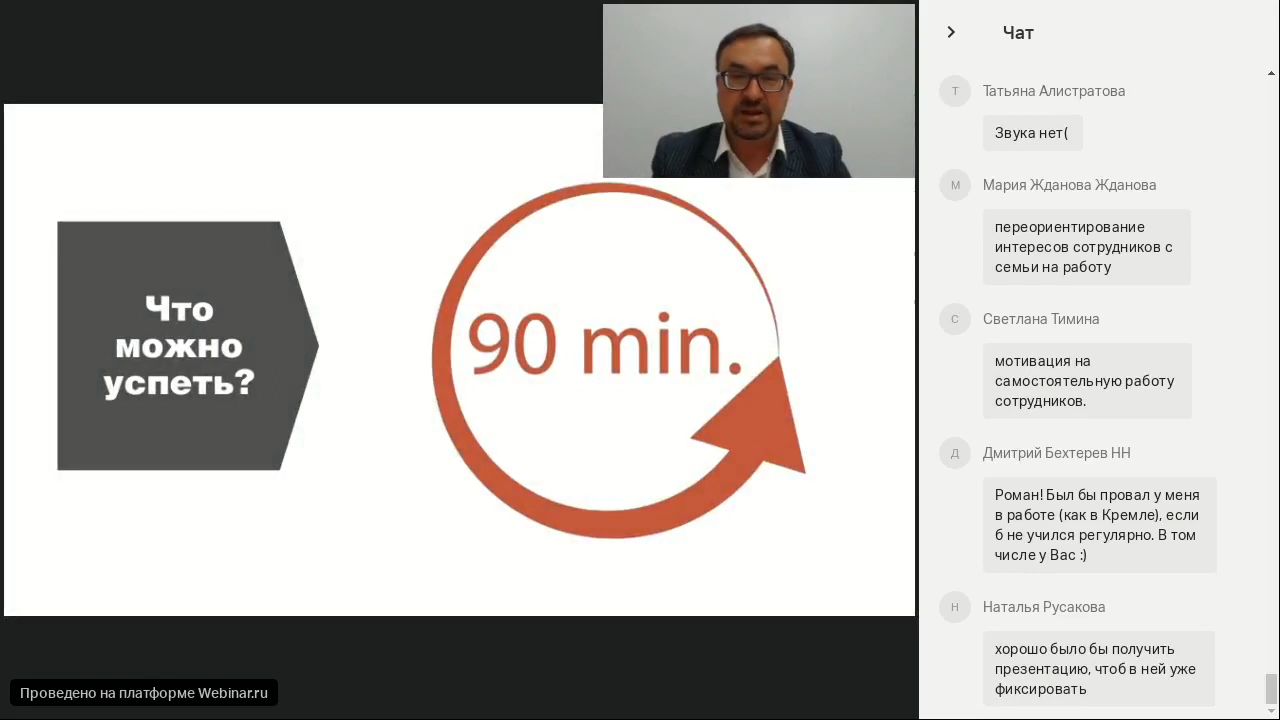 Что
можно
успеть?
90 min.
Проведено на платформе Webinar.ru
Чат
Т
Татьяна Алистратова
Звука нет(
М
Мария Жданова Жданова
переориентирование
интересов сотрудников с
семьи на работу
С
Светлана Тимина
мотивация на
самостоятельную работу
сотрудников.
Д
Дмитрий Бехтерев НН
Роман! Был бы провал у меня
в работе (как в Кремле), если
б не учился регулярно. В том
числе у Вас :)
Н
Наталья Русакова
хорошо было бы получить
презентацию, чтоб в ней уже
фиксировать